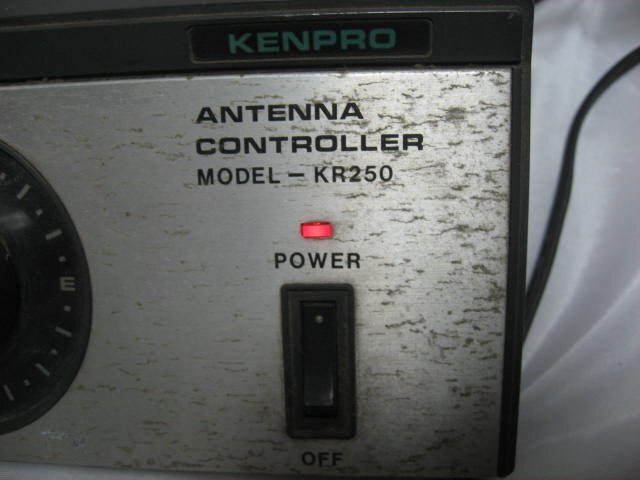 KENPRO
ANTENNA
CONTROLLER
MODEL - KR250
POWER
E
OFF